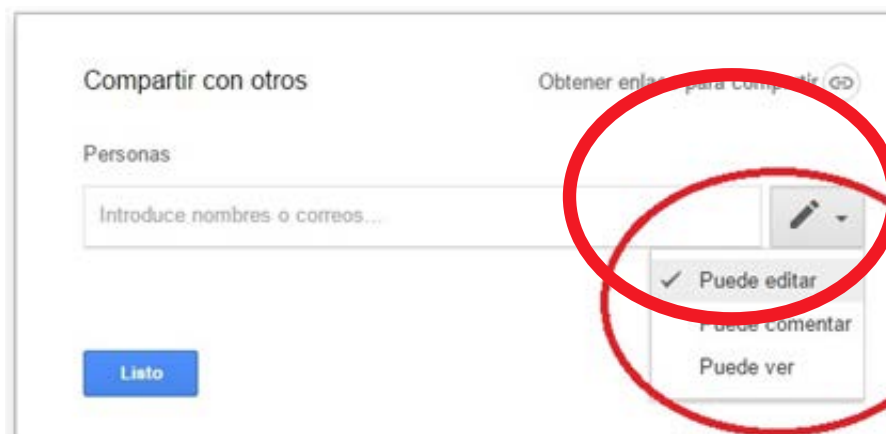 Compartir con otros
Obtener enlace para compartir
Personas
Introduce nombres o correos...
Puede editar
Puede comentar
Puede ver
Listo